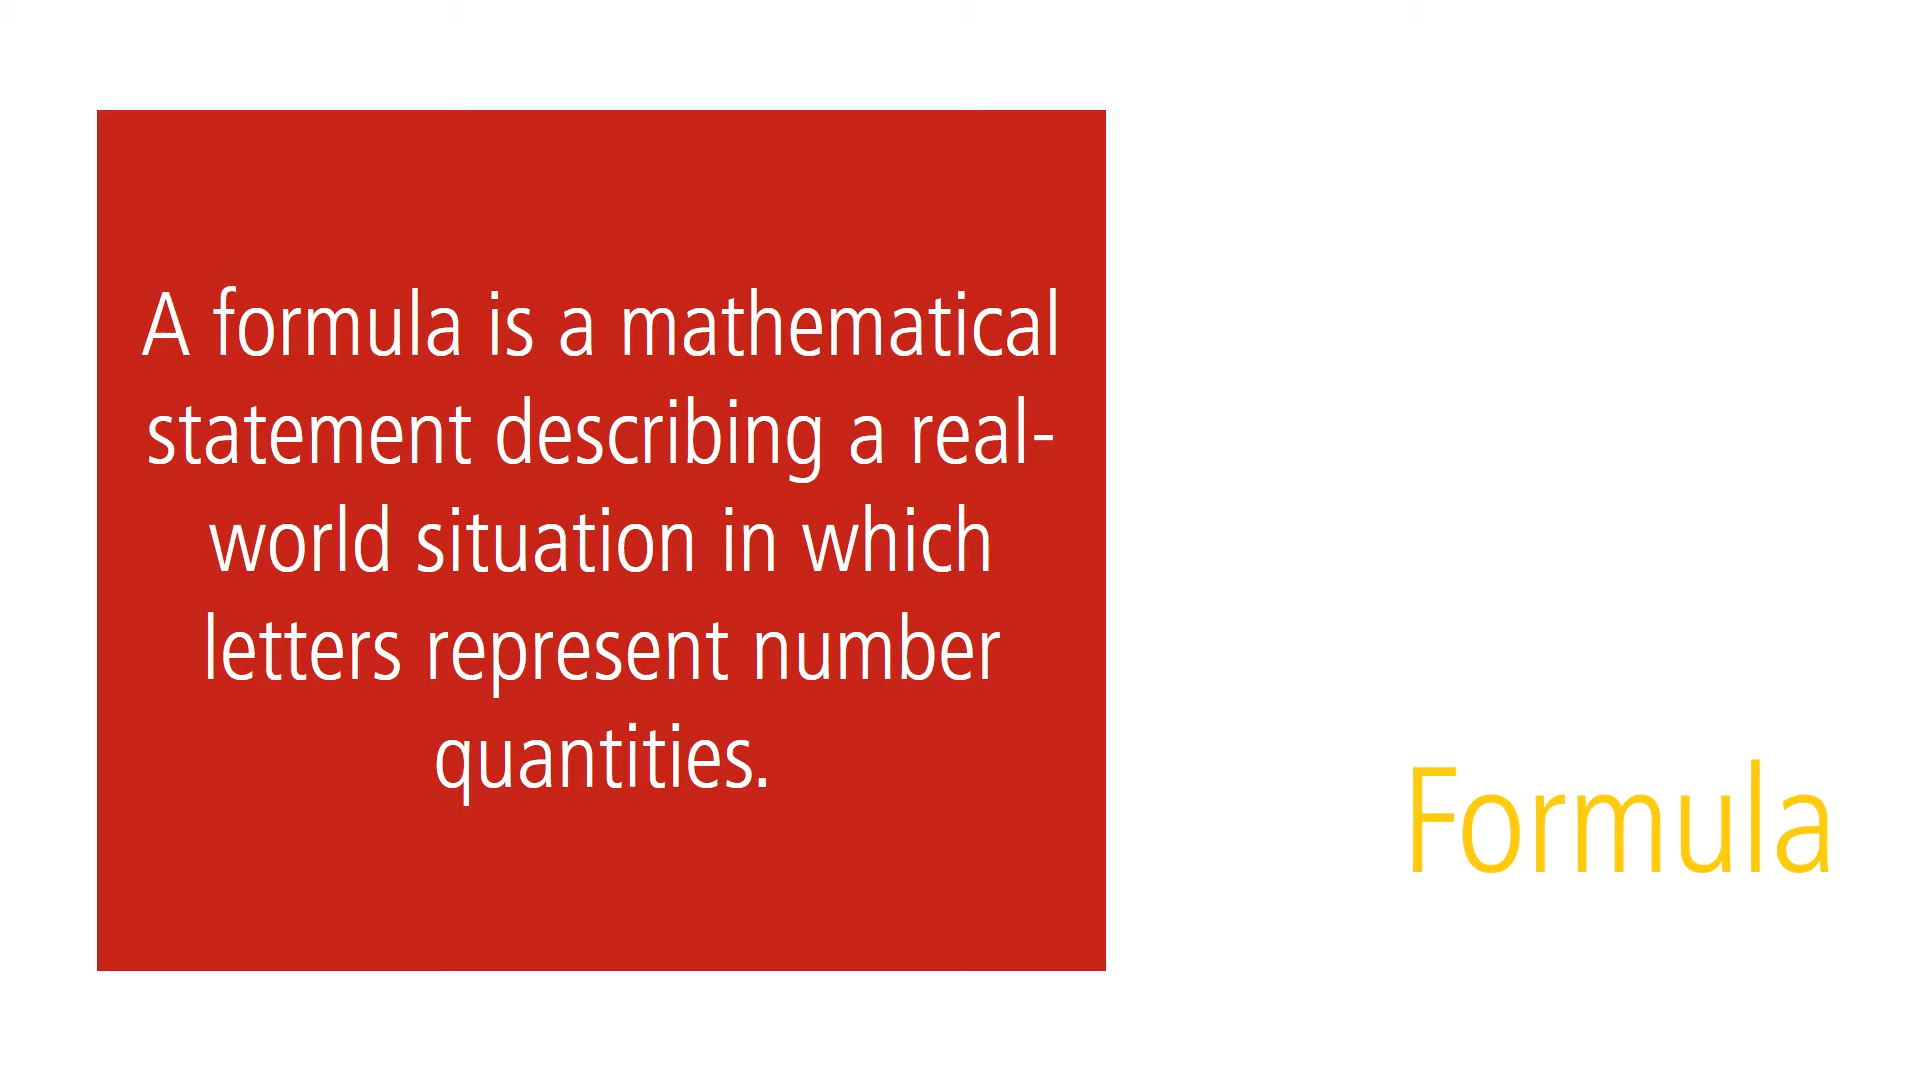 A formula is a mathematical
statement describing a real-
world situation in which
letters represent number
quantities.
Formula